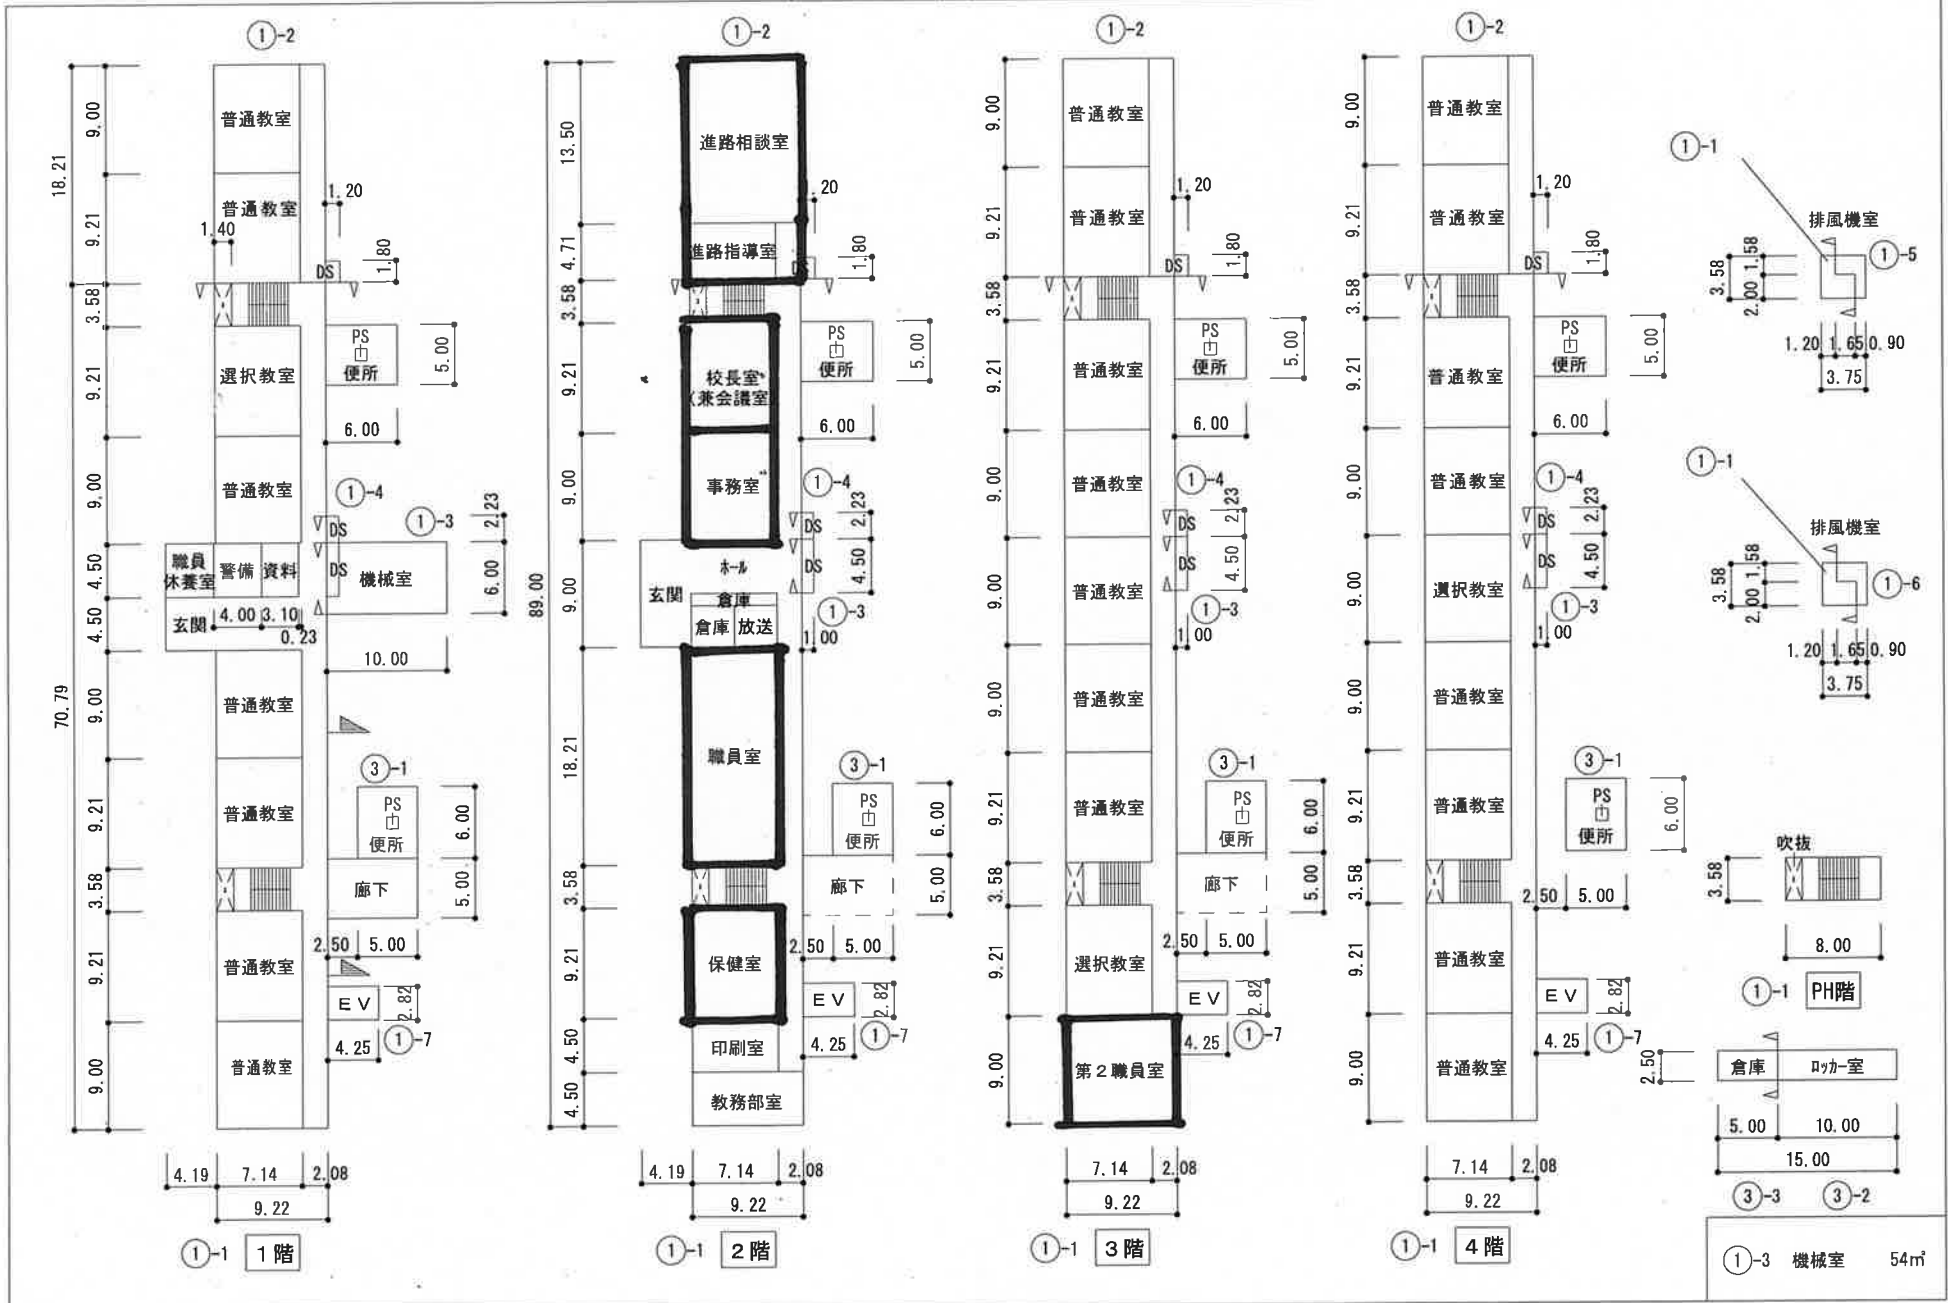 ①-2
18.21
70.79
9.00
9.21
3.58
9.21
9.00
4.50
4.50
9.00
9.21
3.58
9.21
9.00
普通教室
普通教室
1.40
1.20
DS
1.80
選択教室
PS
便所
5.00
6.00
普通教室
①-4
①-3
DS
2.23
職員
休養室
警備
資料
DS
機械室
6.00
玄関
4.00
3.10
0.23
10.00
普通教室
普通教室
③-1
PS
便所
6.00
廊下
5.00
2.50
5.00
普通教室
EV
2.82
4.25
①-7
普通教室
4.19
7.14
2.08
9.22
①-1
1階
①-2
89.00
13.50
4.71
3.58
9.21
9.00
9.00
18.21
3.58
9.21
4.50
4.50
進路相談室
1.20
進路指導室
1.80
PS
便所
5.00
6.00
校長室
(兼会議室
事務室
①-4
DS
2.23
ホール
DS
4.50
玄関
倉庫
倉庫
放送
①-3
1.00
職員室
③-1
PS
便所
6.00
廊下
5.00
2.50
5.00
保健室
EV
2.82
4.25
①-7
印刷室
教務部室
4.19
7.14
2.08
9.22
①-1
2階
①-2
9.00
9.21
3.58
9.21
9.00
9.00
9.00
9.21
3.58
9.21
9.00
普通教室
普通教室
1.20
DS
1.80
PS
便所
5.00
6.00
普通教室
普通教室
①-4
DS
2.23
普通教室
DS
4.50
①-3
1.00
普通教室
普通教室
③-1
PS
便所
6.00
廊下
5.00
2.50
5.00
選択教室
EV
2.82
4.25
①-7
第2職員室
7.14
2.08
9.22
①-1
3階
①-2
9.00
9.21
3.58
9.21
9.00
9.00
9.00
9.21
3.58
9.21
9.00
普通教室
普通教室
1.20
DS
1.80
PS
便所
5.00
6.00
普通教室
普通教室
①-4
DS
2.23
選択教室
DS
4.50
①-3
1.00
普通教室
普通教室
③-1
PS
便所
6.00
2.50
5.00
普通教室
EV
2.82
4.25
①-7
普通教室
7.14
2.08
9.22
①-1
4階
①-1
排風機室
①-5
3.58
1.58
2.00
1.20
1.65
0.90
3.75
①-1
排風機室
①-6
3.58
1.58
2.00
1.20
1.65
0.90
3.75
吹抜
3.58
8.00
①-1
PH階
2.50
倉庫
ロッカー室
5.00
10.00
15.00
③-3
③-2
①-3 機械室 54㎡